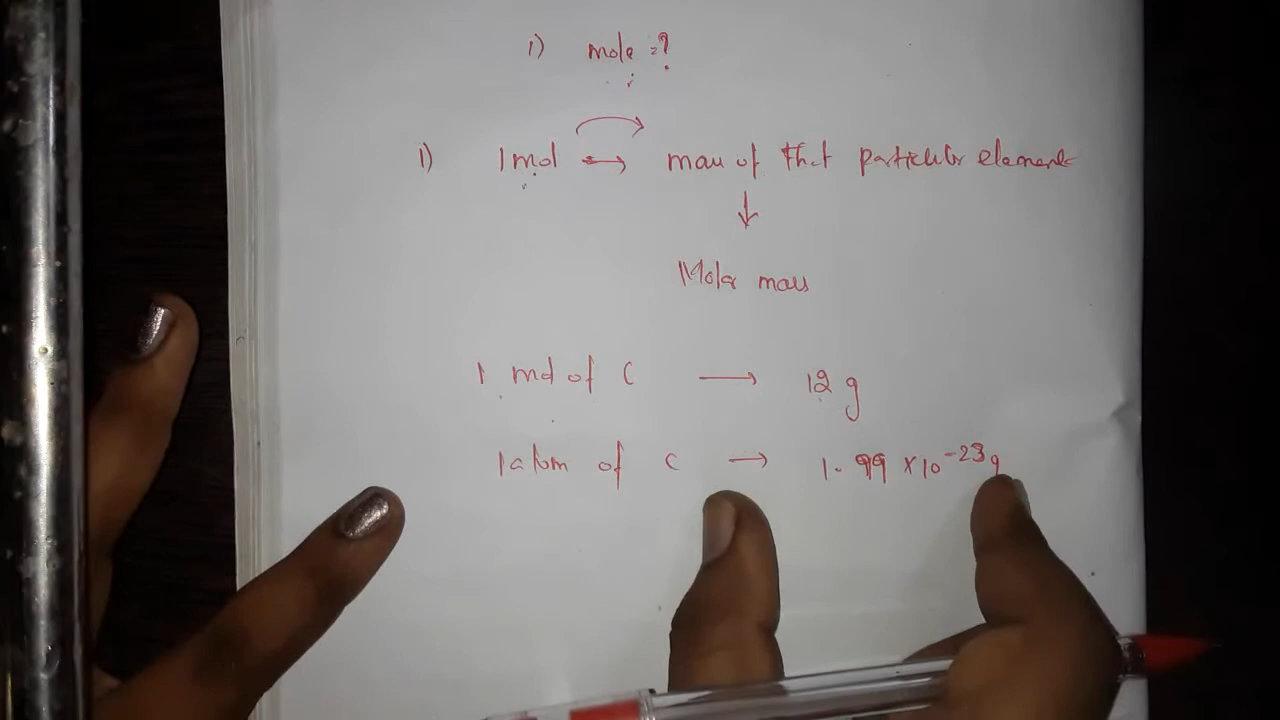 1) mole = ?
1) 1mol ⟷ mass of that particular element
↓
Molar mass
1 mol of C → 12 g
1 atom of C → 1.99 × 10⁻²³ g